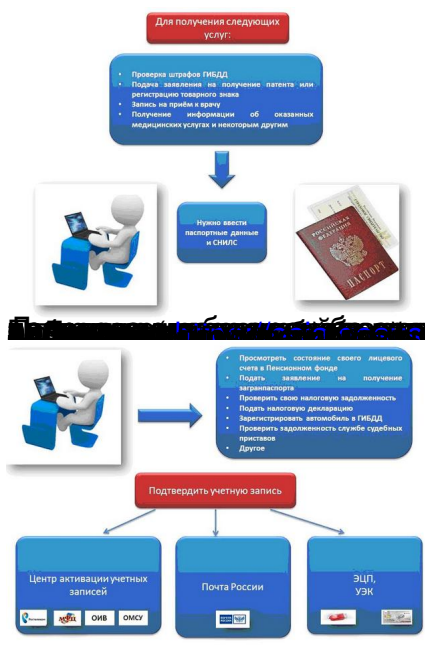 Для получения следующих
услуг:
• Проверка штрафов ГИБДД
• Подача заявления на получение патента или
регистрацию товарного знака
• Запись на приём к врачу
• Получение информации об оказанных
медицинских услугах и некоторым другим
Нужно ввести
паспортные данные
и СНИЛС
РОССИЙСКАЯ
ФЕДЕРАЦИЯ
ПАСПОРТ
• Просмотреть состояние своего лицевого
счета в Пенсионном фонде
• Подать заявление на получение
загранпаспорта
• Проверить свою налоговую задолженность
• Подать налоговую декларацию
• Зарегистрировать автомобиль в ГИБДД
• Проверить задолженность службе судебных
приставов
• Другое
Подтвердить учетную запись
Центр активации учетных
записей
ОИВ ОМСУ
Почта России
ЭЦП,
УЭК